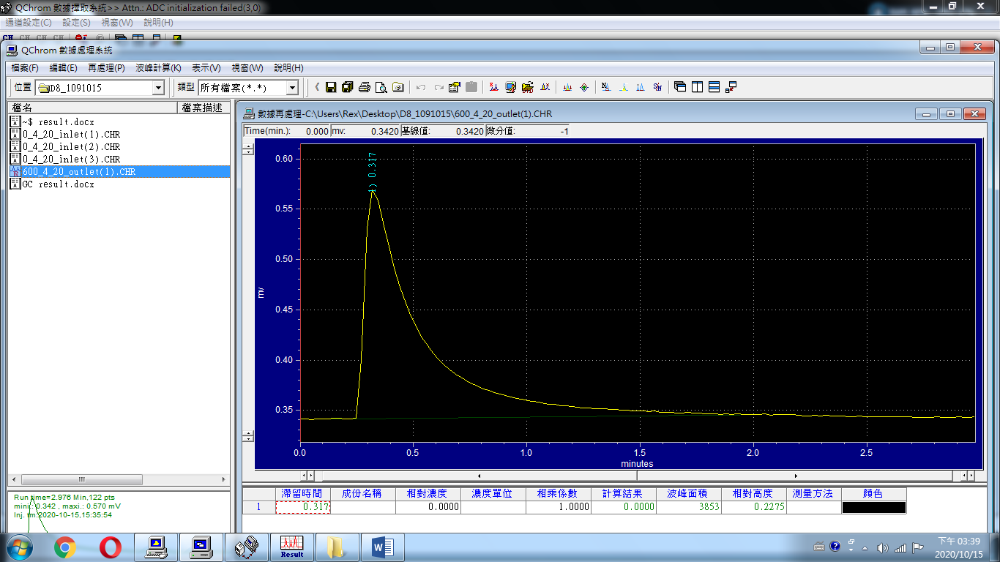 QChrom 數據擇取系統>> Attn.: ADC initialization failed(3,0)
通道設定(C) 設定(S) 視窗(W) 說明(H)
QChrom 數據處理系統
檔案(F) 編輯(E) 再處理(P) 波峰計算(K) 表示(V) 視窗(W) 說明(H)
位置 D8_1091015 類型 所有檔案(*.*)
檔名 檔案描述
~$ result.docx
0_4_20_inlet(1).CHR
0_4_20_inlet(2).CHR
0_4_20_inlet(3).CHR
600_4_20_outlet(1).CHR
GC result.docx
數據再處理-C:\Users\Rex\Desktop\D8_1091015\600_4_20_outlet(1).CHR
Time(min.): 0.000 mv: 0.3420 基線值: 0.3420 微分值: -1
1) 0.317
0.60
0.55
0.50
0.45
0.40
0.35
mv
0.0 0.5 1.0 1.5 2.0 2.5
minutes
滯留時間 成份名稱 相對濃度 濃度單位 相乘係數 計算結果 波峰面積 相對高度 測量方法 顏色
1 0.317 0.0000 1.0000 0.0000 3853 0.2275
Run time=2.976 Min,122 pts
mini.: 0.342 , maxi.: 0.570 mV
Inj. tm:2020-10-15,15:35:54
Result
下午 03:39
2020/10/15